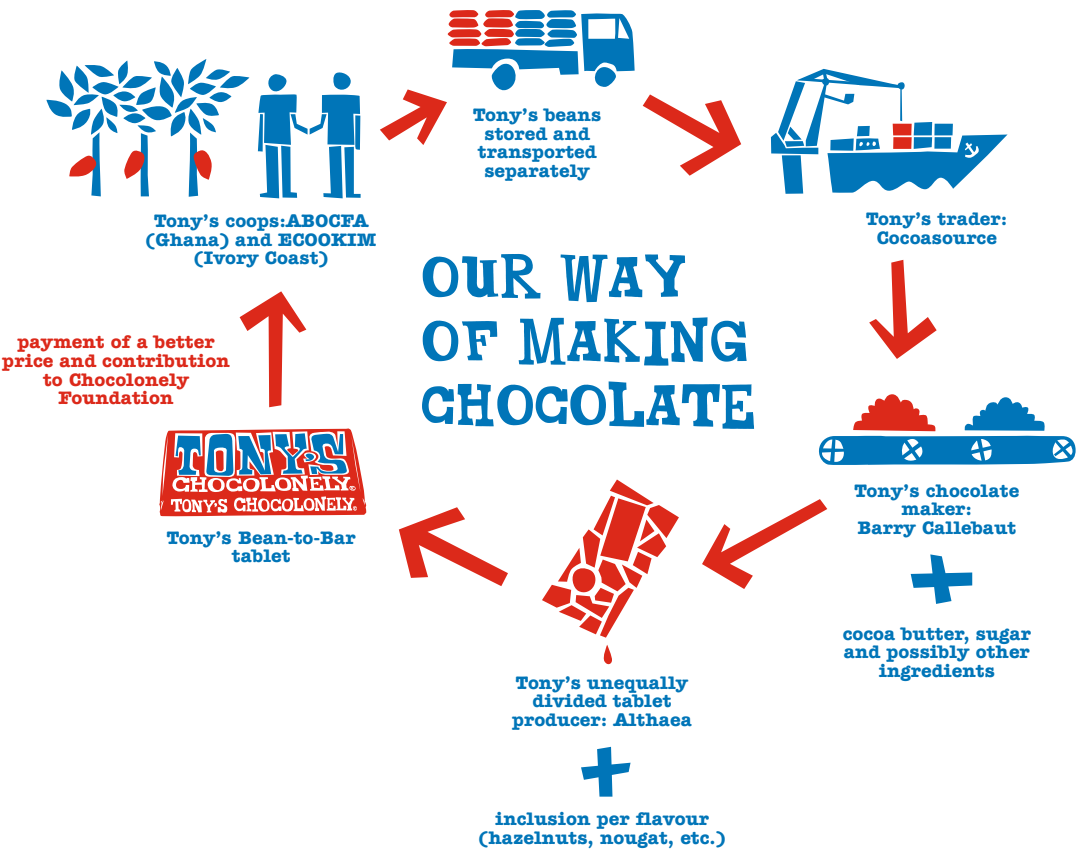 Tony's beans
stored and
transported
separately
Tony's coops:ABOCFA
(Ghana) and ECOOKIM
(Ivory Coast)
Tony's trader:
Cocoasource
OUR WAY
OF MAKING
CHOCOLATE
payment of a better
price and contribution
to Chocolonely
Foundation
TONY'S
CHOCOLONELY
TONY'S CHOCOLONELY
Tony's Bean-to-Bar
tablet
Tony's chocolate
maker:
Barry Callebaut
cocoa butter, sugar
and possibly other
ingredients
Tony's unequally
divided tablet
producer: Althaea
inclusion per flavour
(hazelnuts, nougat, etc.)